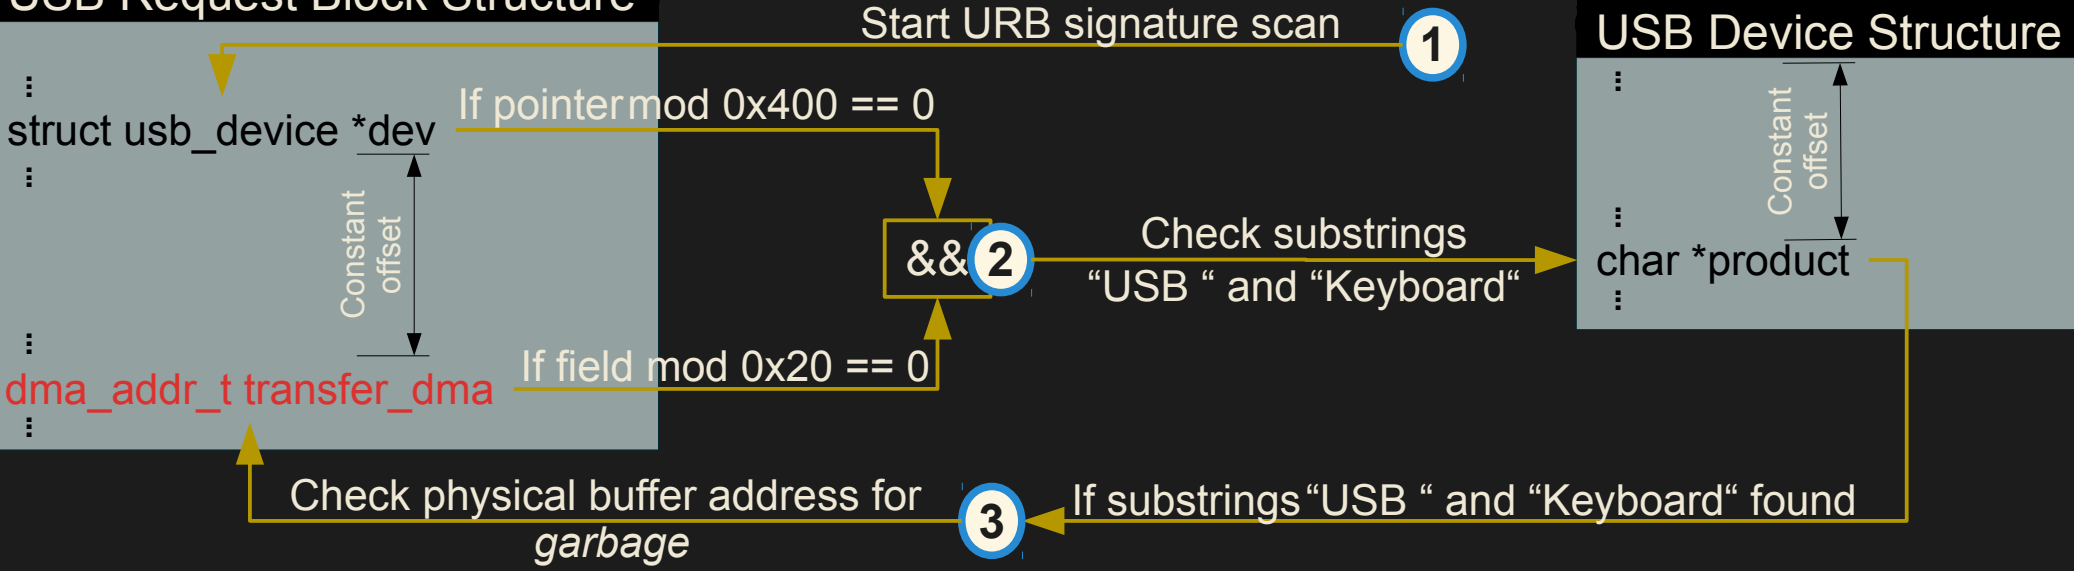 USB Request Block Structure
Start URB signature scan
1
USB Device Structure
...
struct usb_device *dev
...
If pointer mod 0x400 == 0
Constant
offset
&&
2
Check substrings
“USB “ and “Keyboard“
...
Constant
offset
...
char *product
...
...
dma_addr_t transfer_dma
...
If field mod 0x20 == 0
Check physical buffer address for
garbage
3
If substrings “USB “ and “Keyboard“ found